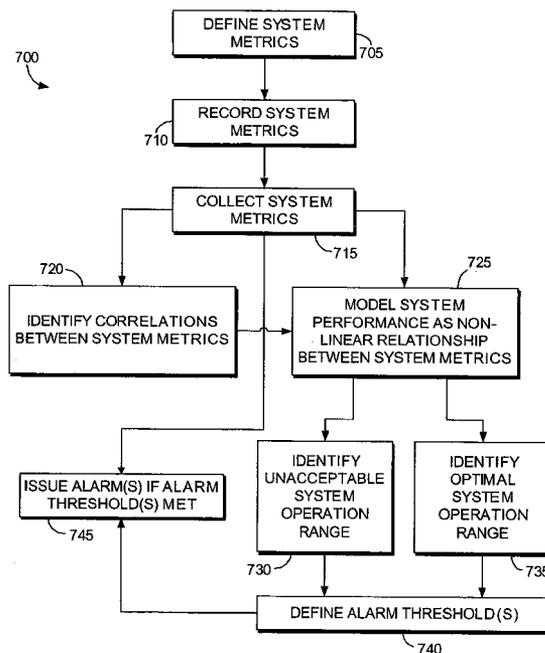 DEFINE SYSTEM
METRICS
705
700
RECORD SYSTEM
METRICS
710
COLLECT SYSTEM
METRICS
715
720
IDENTIFY CORRELATIONS
BETWEEN SYSTEM METRICS
725
MODEL SYSTEM
PERFORMANCE AS NON-
LINEAR RELATIONSHIP
BETWEEN SYSTEM METRICS
IDENTIFY
UNACCEPTABLE
SYSTEM
OPERATION
RANGE
730
IDENTIFY
OPTIMAL
SYSTEM
OPERATION
RANGE
735
ISSUE ALARM(S) IF ALARM
THRESHOLD(S) MET
745
DEFINE ALARM THRESHOLD(S)
740